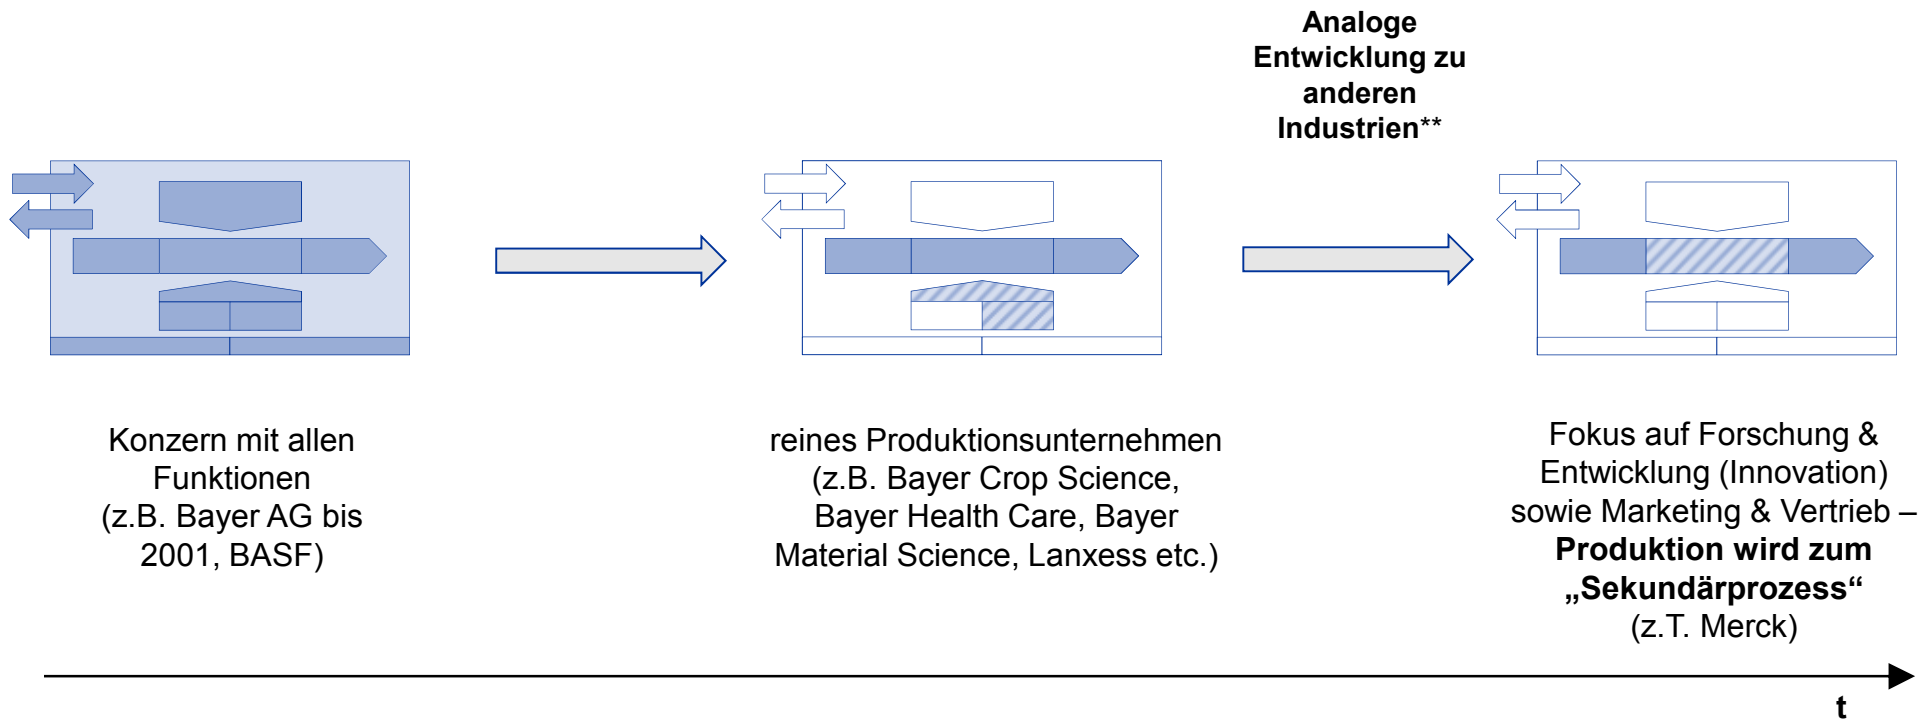 Analoge
Entwicklung zu
anderen
Industrien**
Konzern mit allen
Funktionen
(z.B. Bayer AG bis
2001, BASF)
reines Produktionsunternehmen
(z.B. Bayer Crop Science,
Bayer Health Care, Bayer
Material Science, Lanxess etc.)
Fokus auf Forschung &
Entwicklung (Innovation)
sowie Marketing & Vertrieb –
Produktion wird zum
„Sekundärprozess“
(z.T. Merck)
t